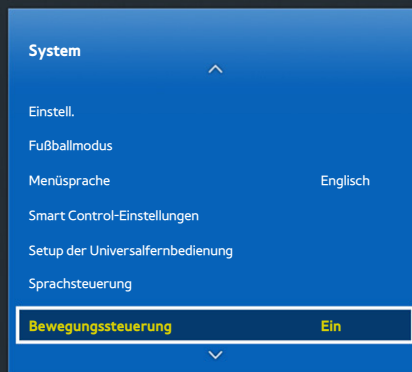 System
Einstell.
Fußballmodus
Menüsprache Englisch
Smart Control-Einstellungen
Setup der Universalfernbedienung
Sprachsteuerung
Bewegungssteuerung Ein